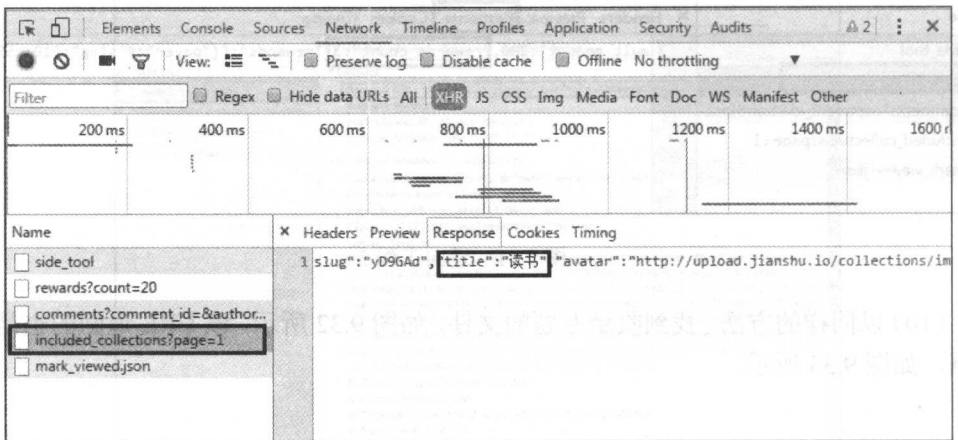 Elements Console Sources Network Timeline Profiles Application Security Audits 2
View: Preserve log Disable cache Offline No throttling
Filter Regex Hide data URLs All XHR JS CSS Img Media Font Doc WS Manifest Other
200 ms 400 ms 600 ms 800 ms 1000 ms 1200 ms 1400 ms 1600 r
Name × Headers Preview Response Cookies Timing
side_tool
1 slug":"yD9GAd","title":"读书","avatar":"http://upload.jianshu.io/collections/im
rewards?count=20
comments?comment_id=&author...
included_collections?page=1
mark_viewed.json